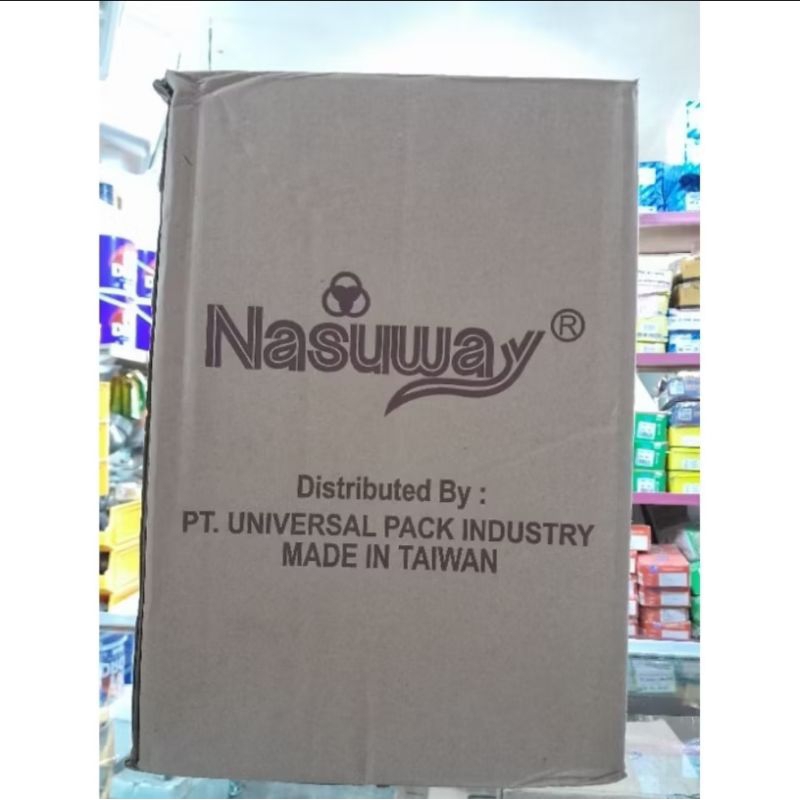 Nasuway®
Distributed By :
PT. UNIVERSAL PACK INDUSTRY
MADE IN TAIWAN